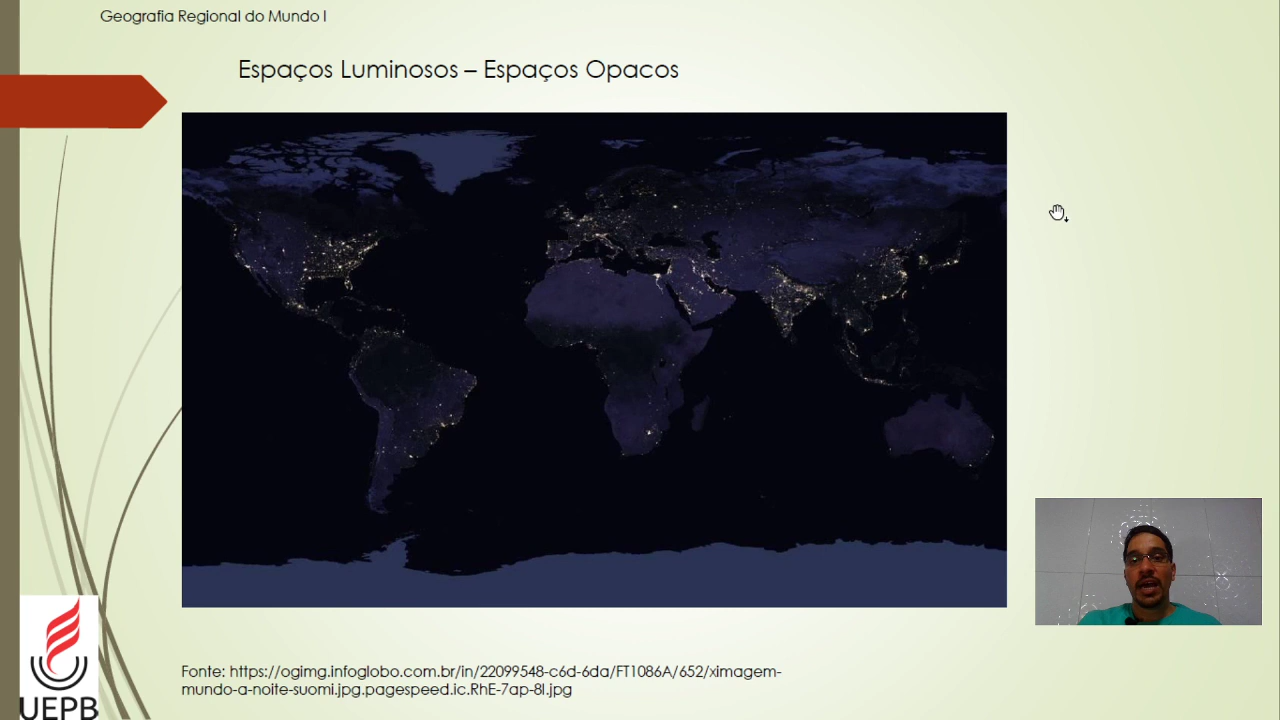 Geografia Regional do Mundo I
Espaços Luminosos – Espaços Opacos
Fonte: https://ogimg.infoglobo.com.br/in/22099548-c6d-6da/FT1086A/652/ximagem-
mundo-a-noite-suomi.jpg.pagespeed.ic.RhE-7ap-8l.jpg
UEPB